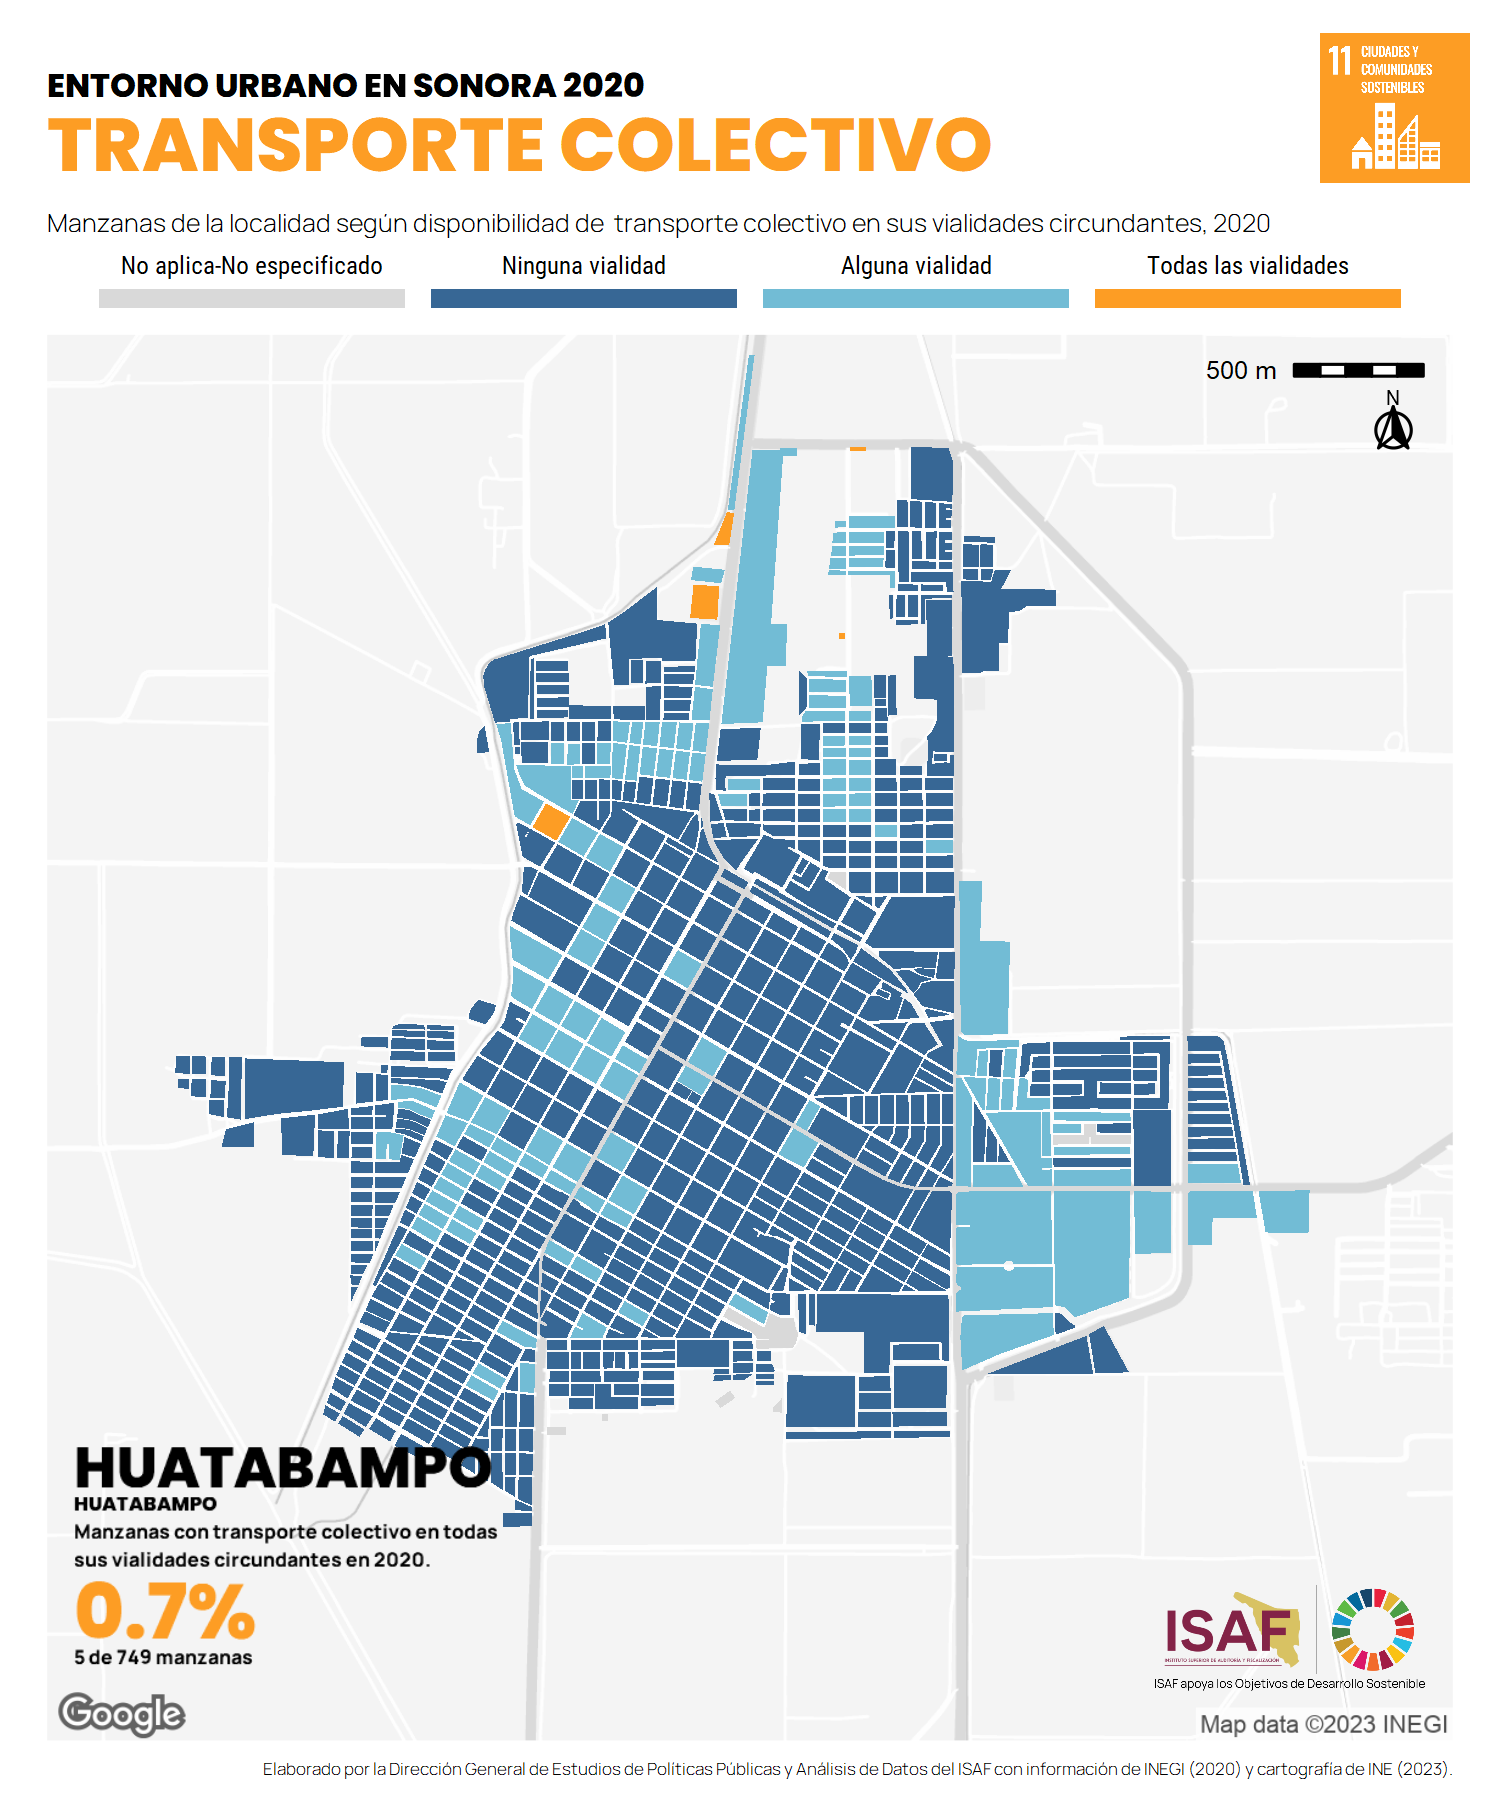 ENTORNO URBANO EN SONORA 2020
TRANSPORTE COLECTIVO
11 CIUDADES Y
COMUNIDADES
SOSTENIBLES
Manzanas de la localidad según disponibilidad de transporte colectivo en sus vialidades circundantes, 2020
No aplica-No especificado
Ninguna vialidad
Alguna vialidad
Todas las vialidades
500 m
N
HUATABAMPO
HUATABAMPO
Manzanas con transporte colectivo en todas
sus vialidades circundantes en 2020.
0.7%
5 de 749 manzanas
Google
ISAF
INSTITUTO SUPERIOR DE AUDITORÍA Y FISCALIZACIÓN
ISAF apoya los Objetivos de Desarrollo Sostenible
Map data ©2023 INEGI
Elaborado por la Dirección General de Estudios de Políticas Públicas y Análisis de Datos del ISAF con información de INEGI (2020) y cartografía de INE (2023).